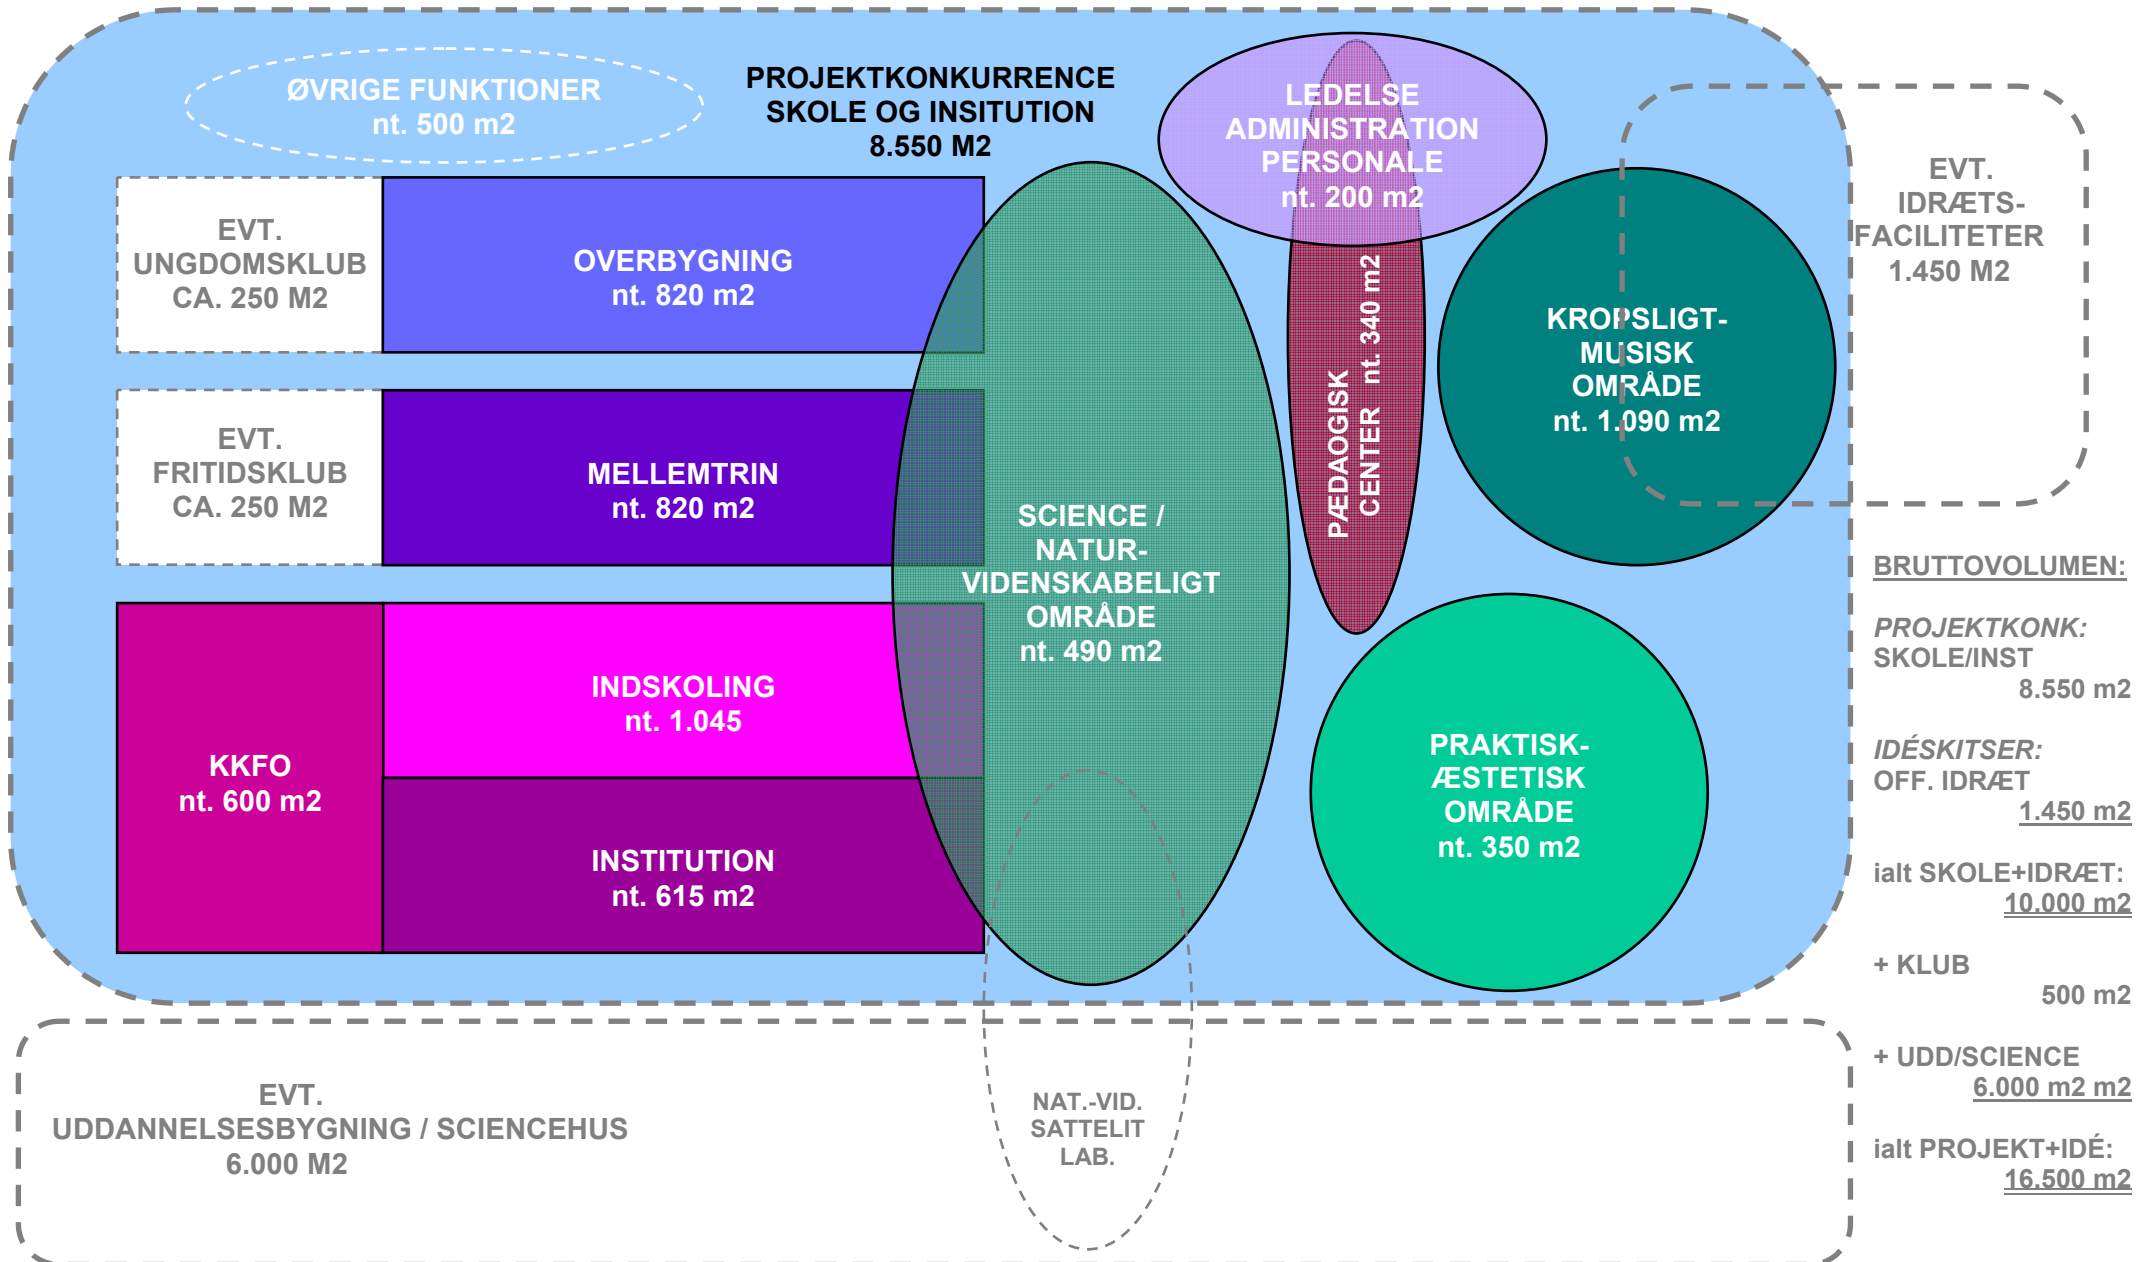 ØVRIGE FUNKTIONER
nt. 500 m2
PROJEKTKONKURRENCE
SKOLE OG INSITUTION
8.550 M2
LEDELSE
ADMINISTRATION
PERSONALE
nt. 200 m2
EVT.
IDRÆTS-
FACILITETER
1.450 M2
EVT.
UNGDOMSKLUB
CA. 250 M2
OVERBYGNING
nt. 820 m2
PÆDAOGISK
CENTER nt. 340 m2
KROPSLIGT-
MUSISK
OMRÅDE
nt. 1.090 m2
EVT.
FRITIDSKLUB
CA. 250 M2
MELLEMTRIN
nt. 820 m2
SCIENCE /
NATUR-
VIDENSKABELIGT
OMRÅDE
nt. 490 m2
KKFO
nt. 600 m2
INDSKOLING
nt. 1.045
INSTITUTION
nt. 615 m2
PRAKTISK-
ÆSTETISK
OMRÅDE
nt. 350 m2
BRUTTOVOLUMEN:
PROJEKTKONK:
SKOLE/INST
8.550 m2
IDÉSKITSER:
OFF. IDRÆT
1.450 m2
ialt SKOLE+IDRÆT:
10.000 m2
+ KLUB
500 m2
+ UDD/SCIENCE
6.000 m2 m2
ialt PROJEKT+IDÉ:
16.500 m2
EVT.
UDDANNELSESBYGNING / SCIENCEHUS
6.000 M2
NAT.-VID.
SATTELIT
LAB.